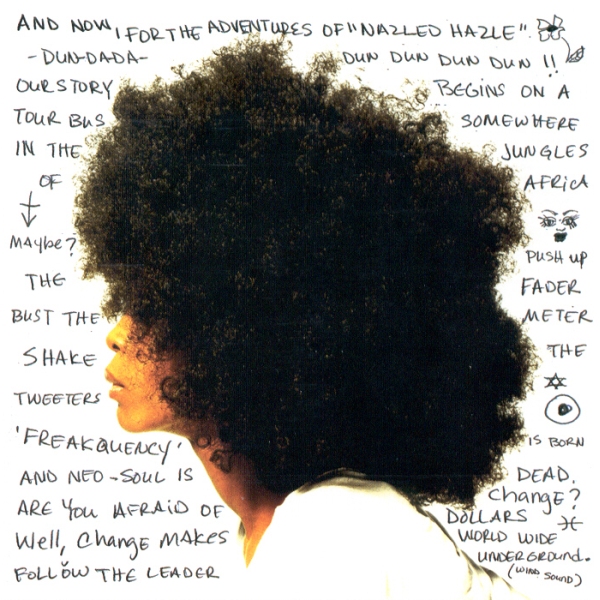 AND NOW, FOR THE ADVENTURES OF "NAZLED HAZLE"
-DUN-DADA- DUN DUN DUN DUN !!
OUR STORY BEGINS ON A
TOUR BUS SOMEWHERE
IN THE JUNGLES
OF AFRICA
MAYbe? PUSH up
THE FADER
BUST THE METER
SHAKE THE
TWEETERS
'FREAKQUENCY' IS BORN
AND NEO-SOUL IS DEAD.
ARE You AFRAID OF Change?
Well, Change MAKES DOLLARS
FOLLOW THE LEADER WORLD WIDE
UNDERGROUND.
(WIND SOUND)